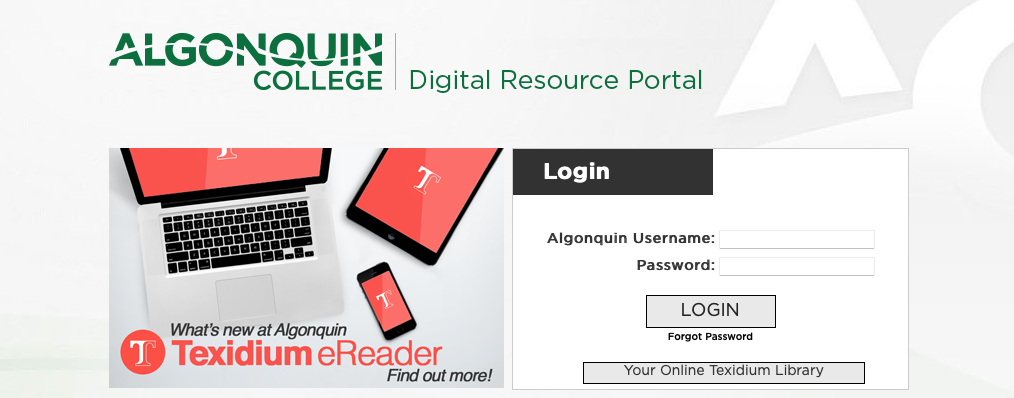 ALGONQUIN
COLLEGE
Digital Resource Portal
T
T
T
What's new at Algonquin
T
Texidium eReader
Find out more!
Login
Algonquin Username:
Password:
LOGIN
Forgot Password
Your Online Texidium Library